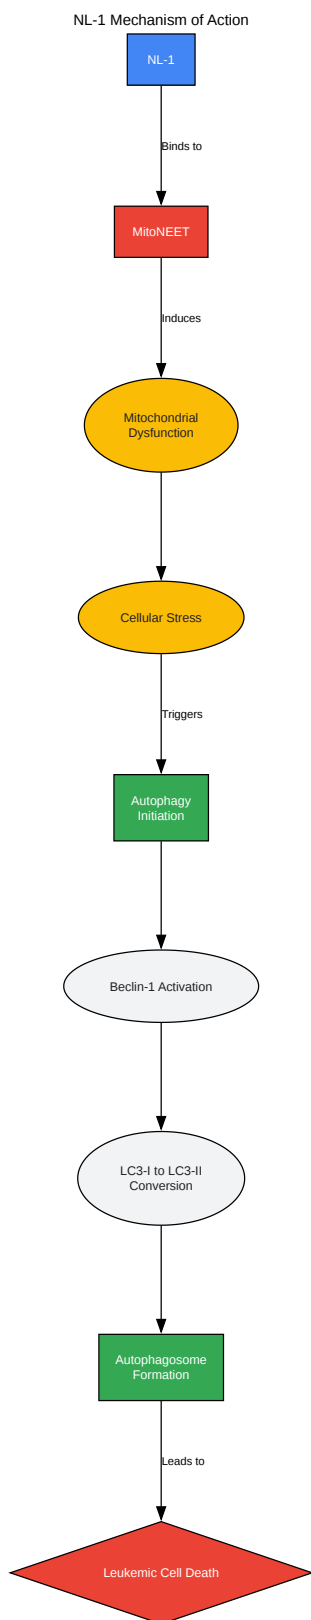 NL-1 Mechanism of Action
NL-1
Binds to
MitoNEET
Induces
Mitochondrial
Dysfunction
Cellular Stress
Triggers
Autophagy
Initiation
Beclin-1 Activation
LC3-I to LC3-II
Conversion
Autophagosome
Formation
Leads to
Leukemic Cell Death